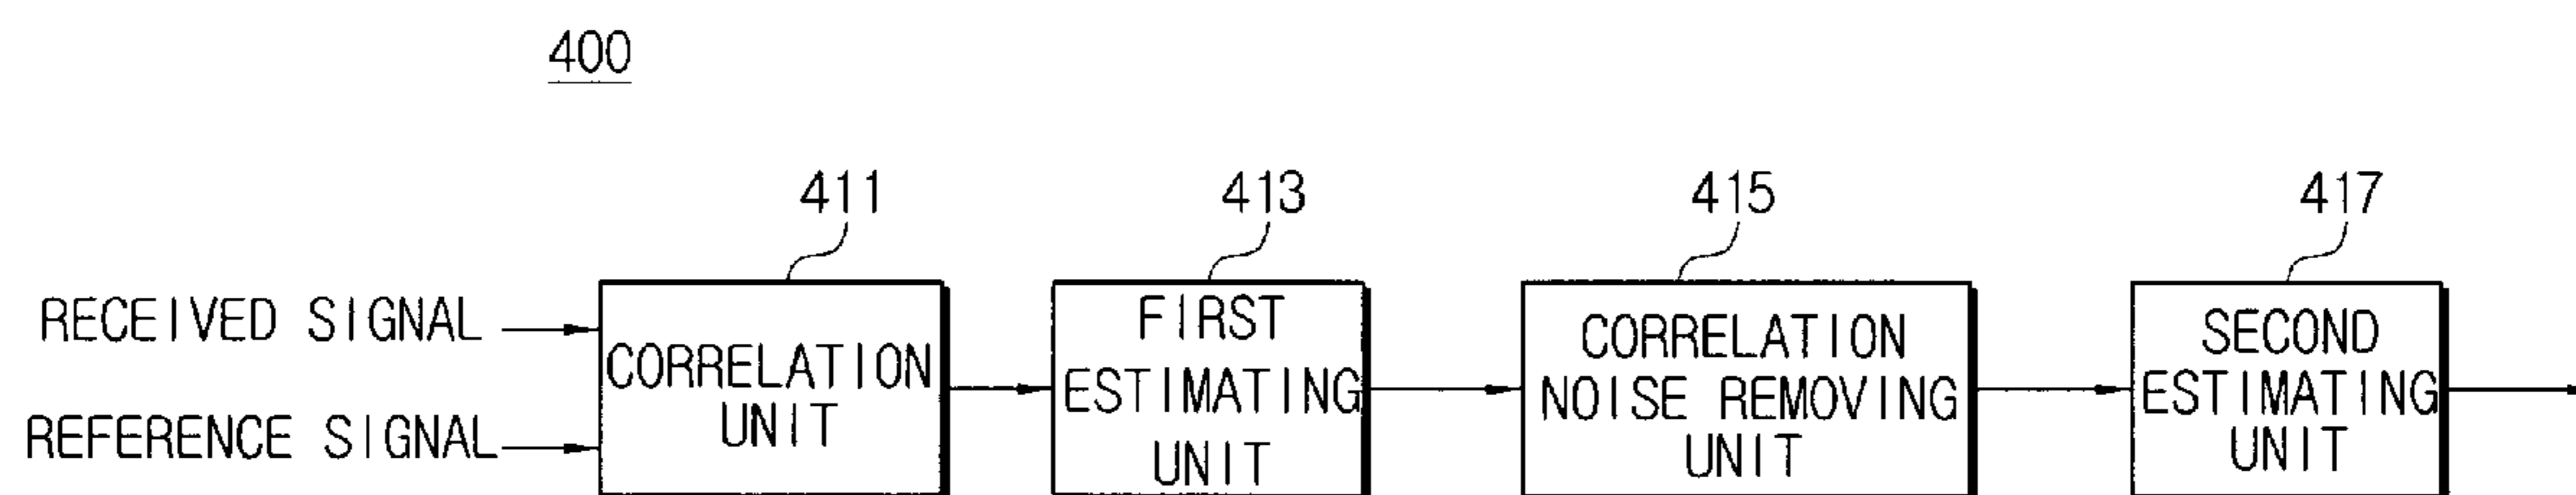 400
411
413
415
417
RECEIVED SIGNAL
REFERENCE SIGNAL
CORRELATION
UNIT
FIRST
ESTIMATING
UNIT
CORRELATION
NOISE REMOVING
UNIT
SECOND
ESTIMATING
UNIT